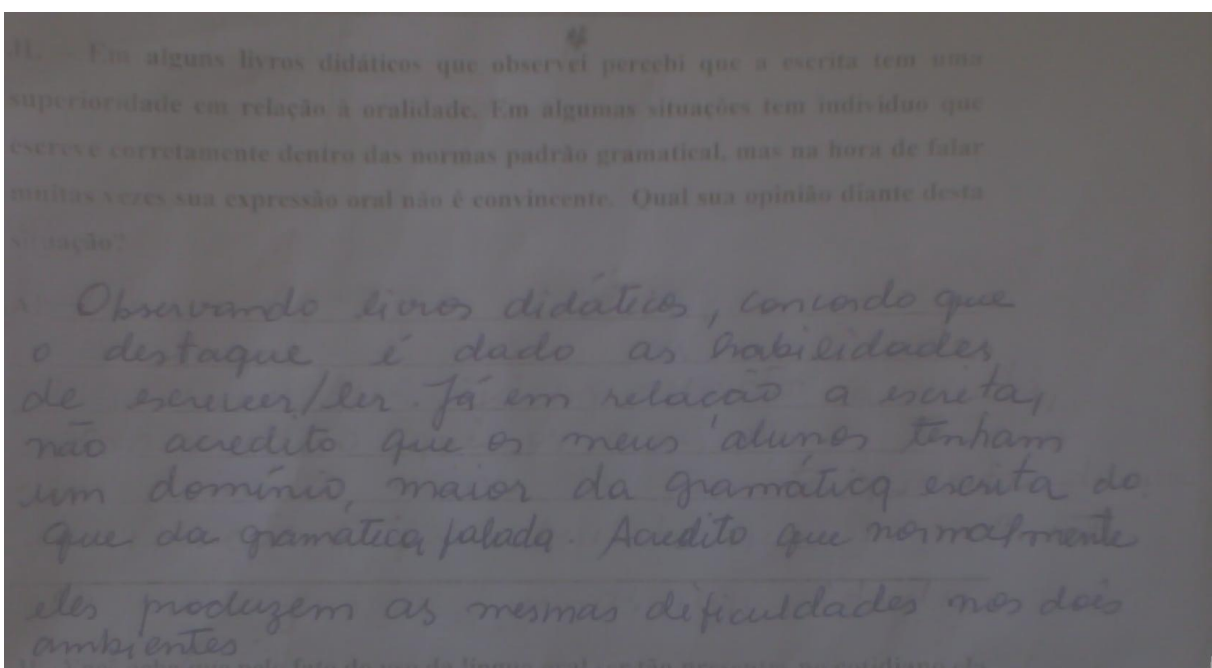 – Em alguns livros didáticos que observei percebi que a escrita tem uma
superioridade em relação à oralidade. Em algumas situações tem individuo que
escreve corretamente dentro das normas padrão gramatical, mas na hora de falar
muitas vezes sua expressão oral não é convincente. Qual sua opinião diante desta
situação?
Observando livros didáticos, concordo que
o destaque é dado as habilidades
de escrever/ler. Já em relação a escrita,
não acredito que os meus alunos tenham
um domínio, maior da gramática escrita do
que da gramática falada. Acredito que normalmente
eles produzem as mesmas dificuldades nos dois
ambientes.